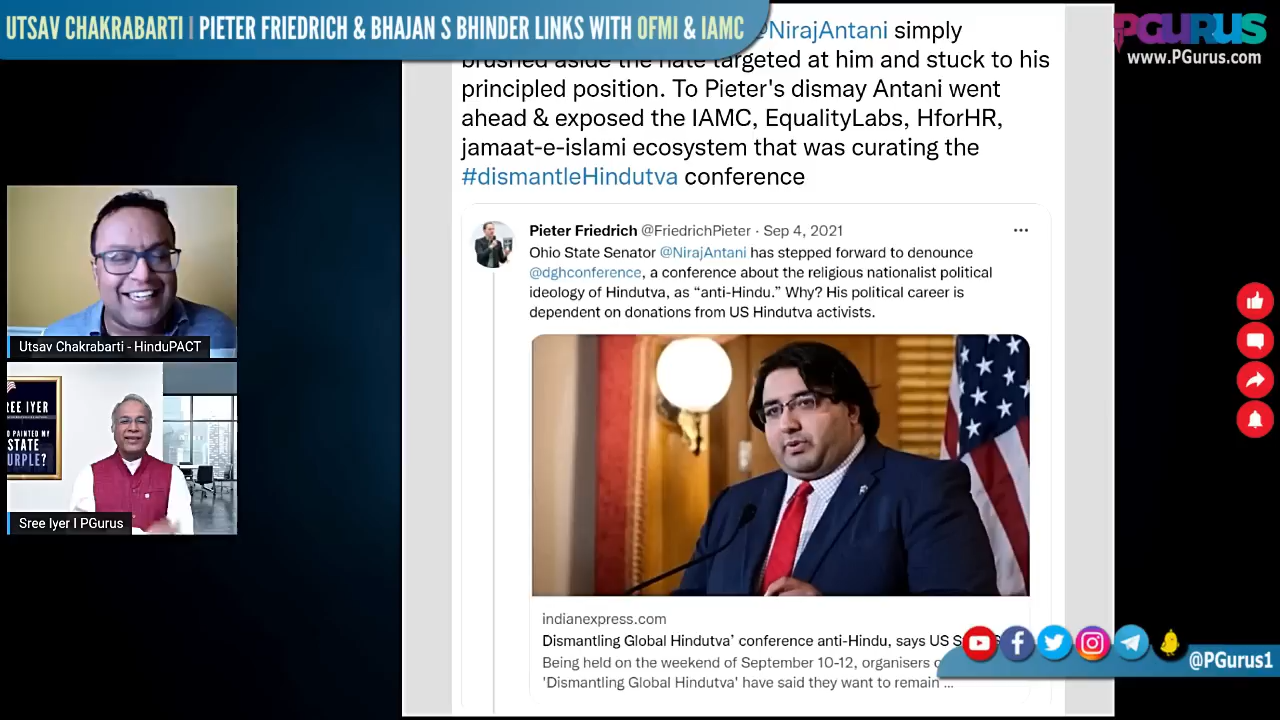 UTSAV CHAKRABARTI | PIETER FRIEDRICH & BHAJAN S BHINDER LINKS WITH OFMI & IAMC
PGURUS
www.PGurus.com
@NirajAntani simply
brushed aside the hate targeted at him and stuck to his
principled position. To Pieter's dismay Antani went
ahead & exposed the IAMC, EqualityLabs, HforHR,
jamaat-e-islami ecosystem that was curating the
#dismantleHindutva conference
Pieter Friedrich @FriedrichPieter · Sep 4, 2021 ...
Ohio State Senator @NirajAntani has stepped forward to denounce
@dghconference, a conference about the religious nationalist political
ideology of Hindutva, as “anti-Hindu.” Why? His political career is
dependent on donations from US Hindutva activists.
Utsav Chakrabarti - HinduPACT
REE IYER
PAINTED MY
STATE
URPLE?
Sree Iyer I PGurus
indianexpress.com
Dismantling Global Hindutva’ conference anti-Hindu, says US
Being held on the weekend of September 10-12, organisers
'Dismantling Global Hindutva' have said they want to remain ...
@PGurus1